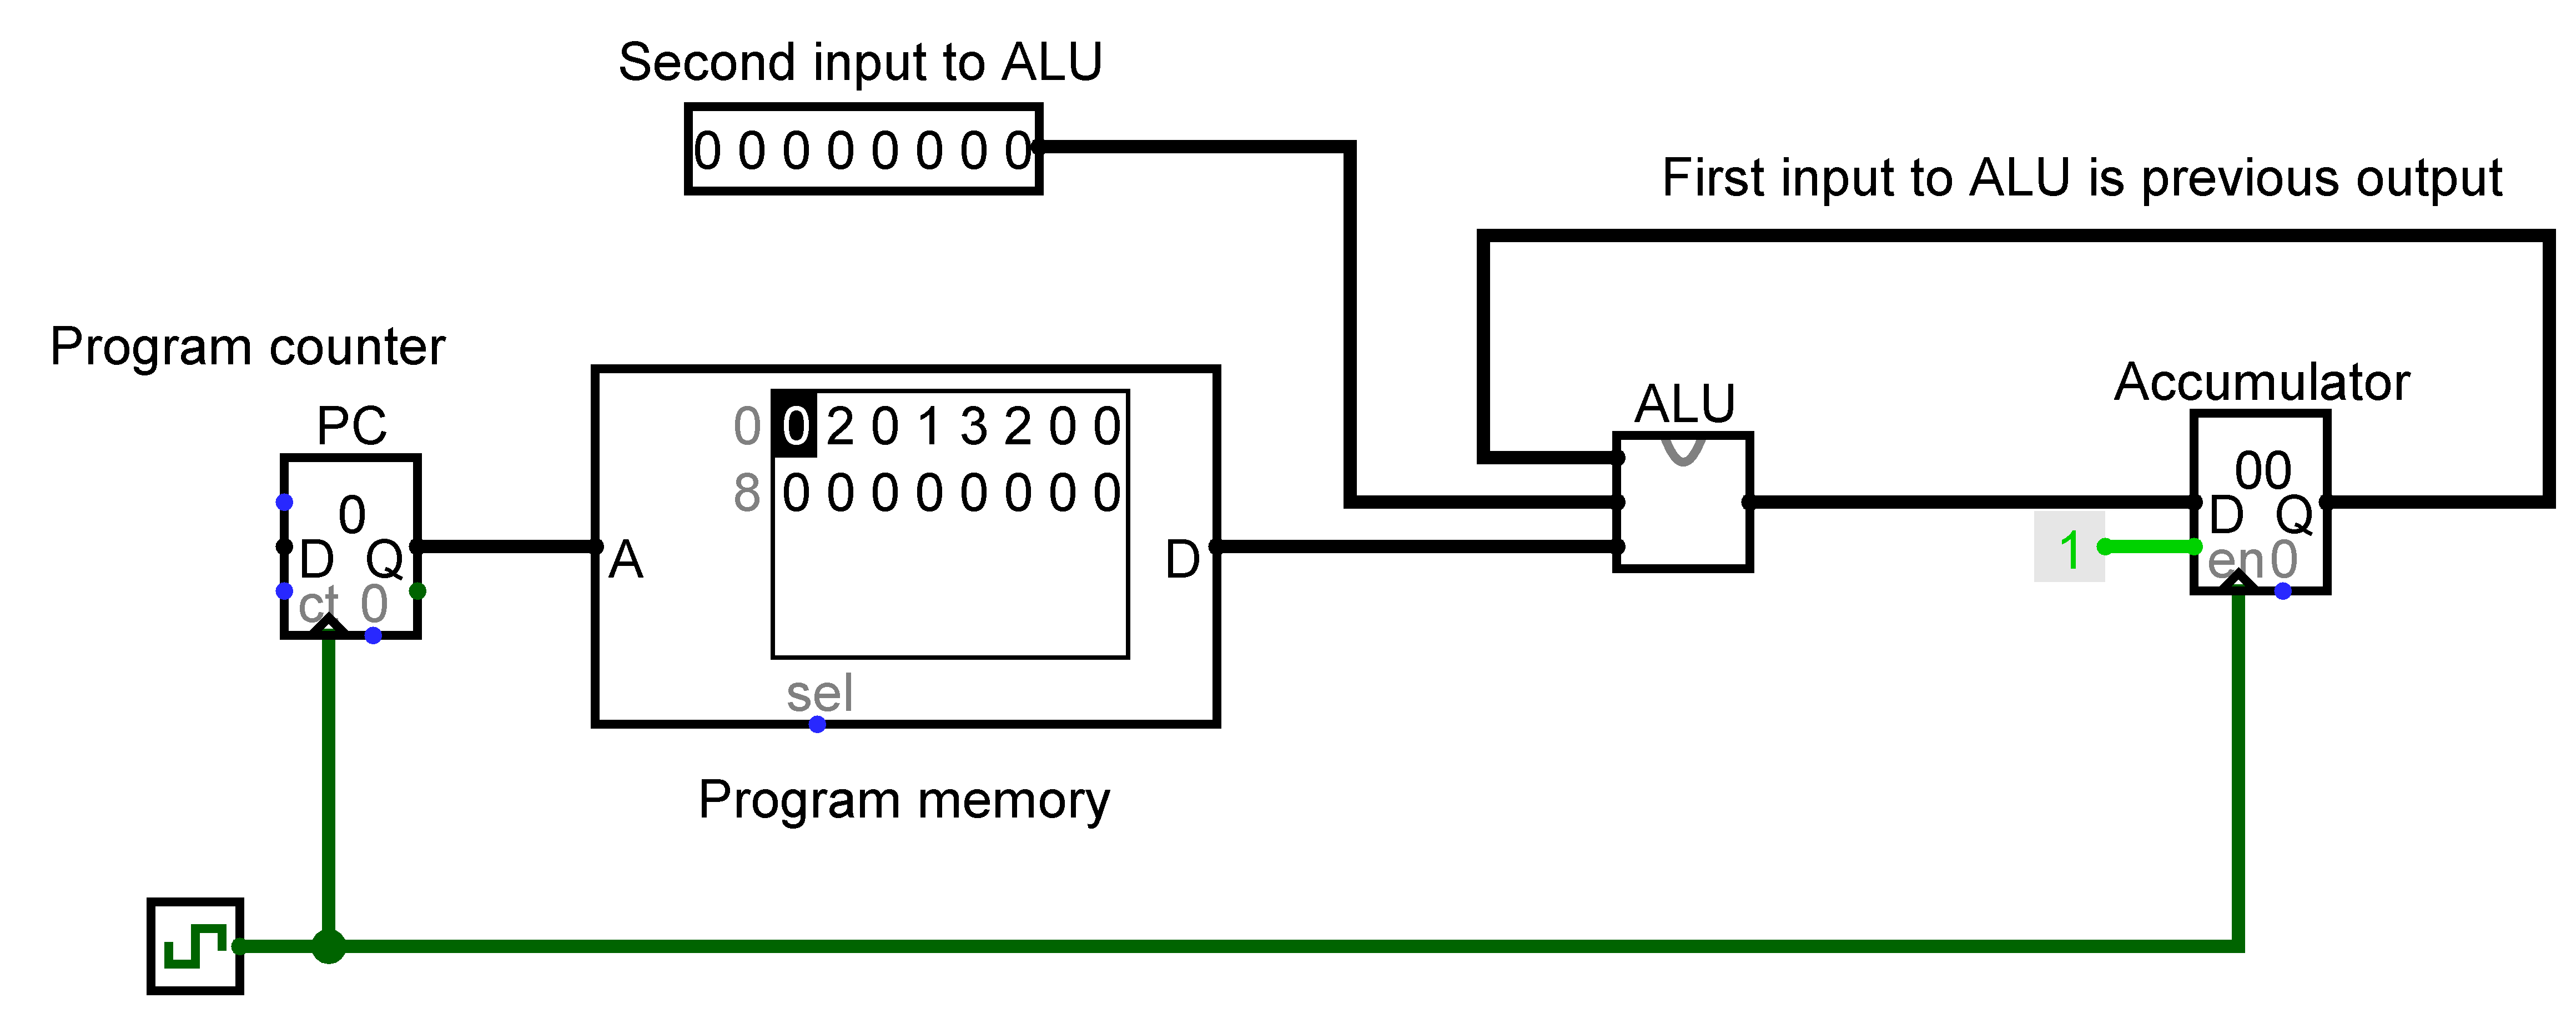 Second input to ALU
0 0 0 0 0 0 0 0
First input to ALU is previous output
Program counter
PC
0
D Q
ct 0
A
0 0 2 0 1 3 2 0 0
8 0 0 0 0 0 0 0 0
D
sel
Program memory
ALU
Accumulator
00
D Q
en 0
1